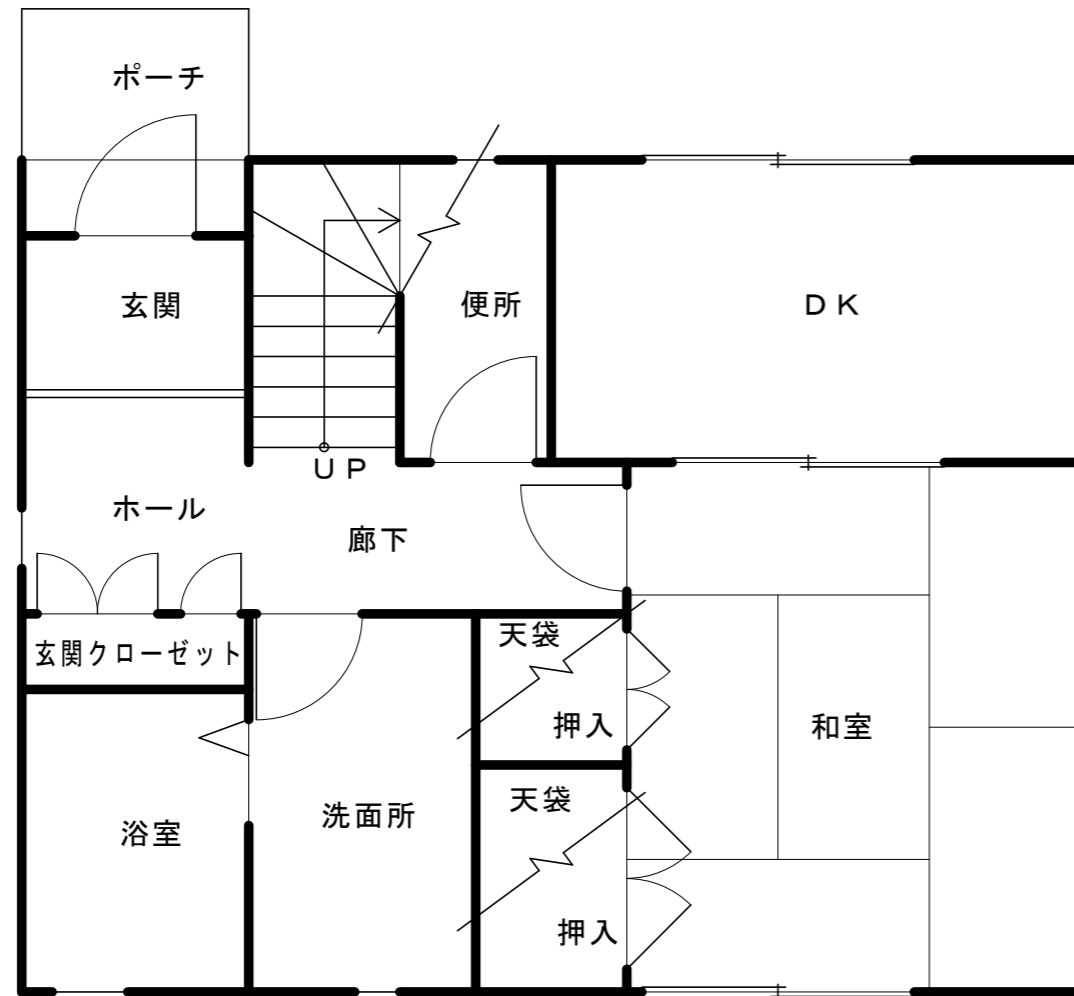 ポーチ
玄関
便所
ＤＫ
ＵＰ
ホール
廊下
天袋
玄関クローゼット
押入
和室
天袋
洗面所
浴室
押入